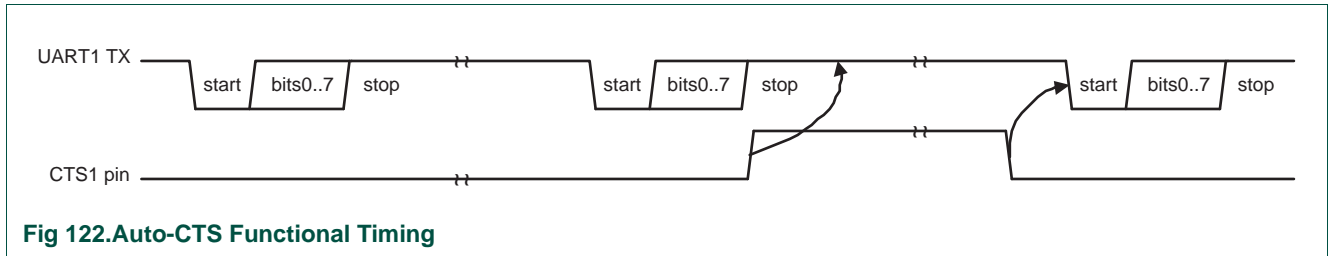 UART1 TX
start bits0..7 stop start bits0..7 stop start bits0..7 stop
CTS1 pin
Fig 122.Auto-CTS Functional Timing